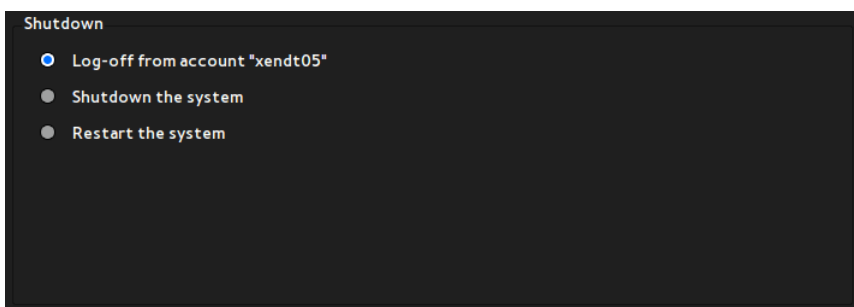 Shutdown
Log-off from account "xendt05"
Shutdown the system
Restart the system